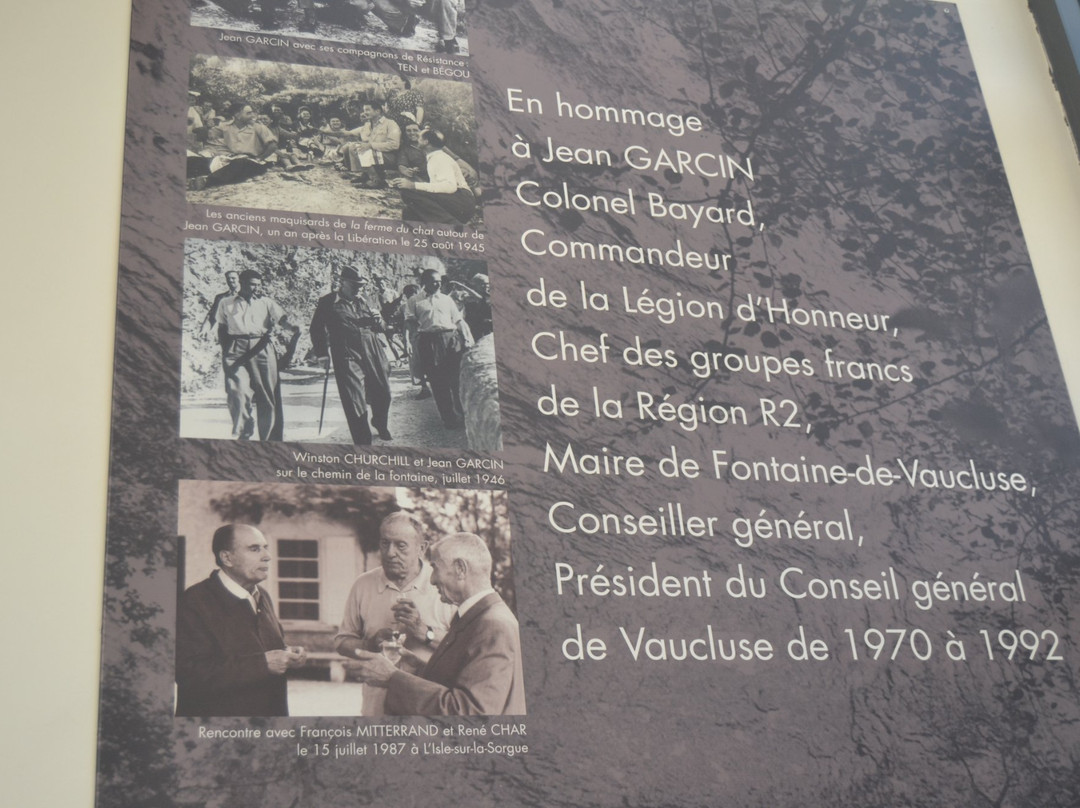 Jean GARCIN avec ses compagnons de Résistance :
TEN et BÉGOU
Les anciens maquisards de la ferme du chat autour de
Jean GARCIN, un an après la Libération le 25 août 1945
Winston CHURCHILL et Jean GARCIN
sur le chemin de la fontaine, juillet 1946
Rencontre avec François MITTERRAND et René CHAR
le 15 juillet 1987 à L'Isle-sur-la-Sorgue
En hommage
à Jean GARCIN
Colonel Bayard,
Commandeur
de la Légion d'Honneur,
Chef des groupes francs
de la Région R2,
Maire de Fontaine-de-Vaucluse,
Conseiller général,
Président du Conseil général
de Vaucluse de 1970 à 1992